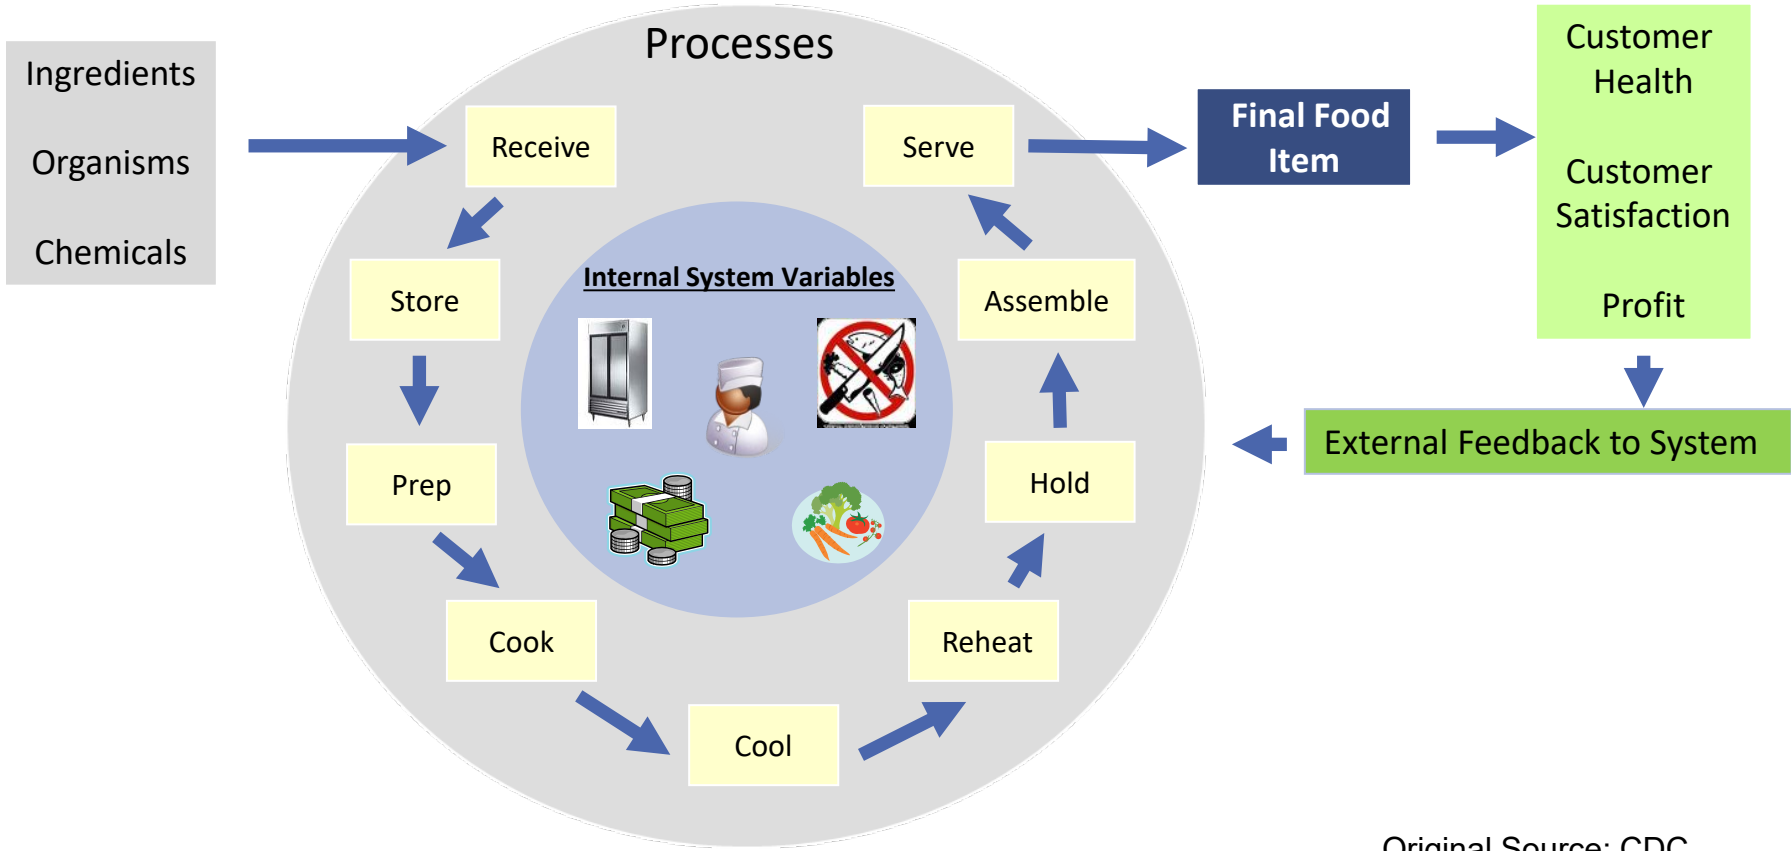 Processes
Ingredients
Organisms
Chemicals
Receive
Store
Prep
Cook
Cool
Reheat
Hold
Assemble
Serve
Internal System Variables
Final Food
Item
Customer
Health
Customer
Satisfaction
Profit
External Feedback to System
Original Source: CDC